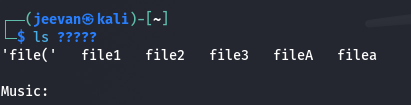 ┌──(jeevan㉿kali)-[~]
└─$ ls ?????
'file('   file1   file2   file3   fileA   filea
Music: